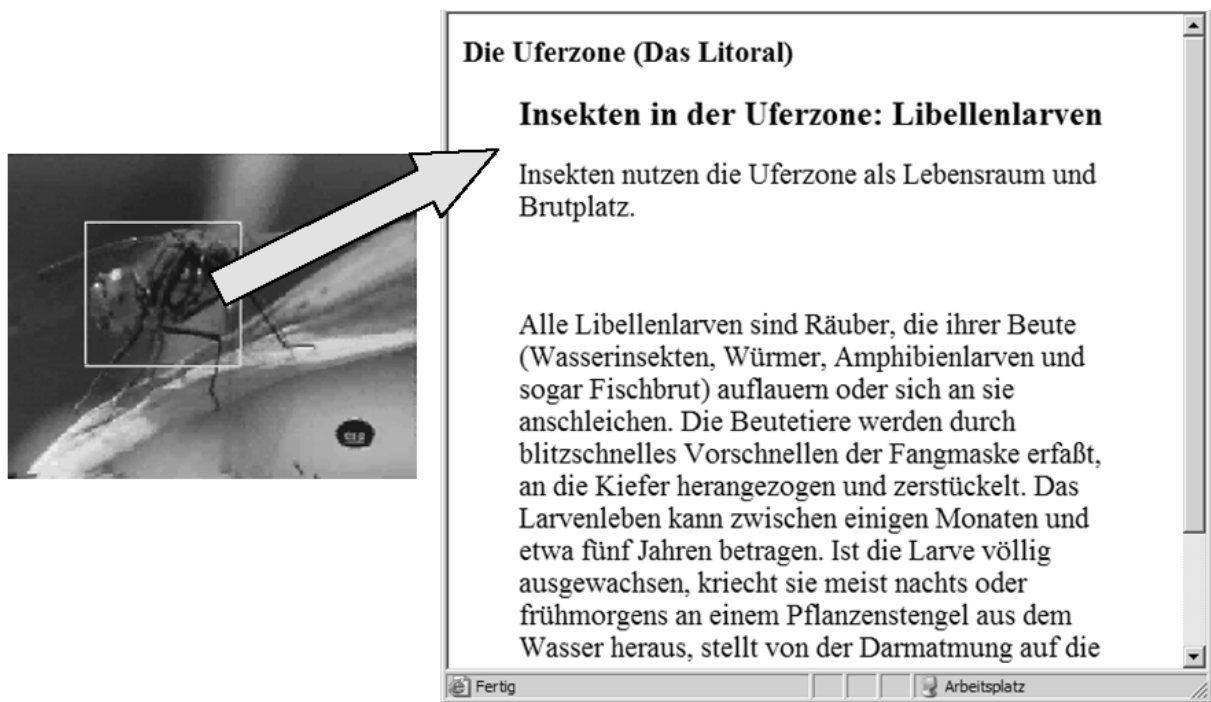 Die Uferzone (Das Litoral)
Insekten in der Uferzone: Libellenlarven
Insekten nutzen die Uferzone als Lebensraum und
Brutplatz.
Alle Libellenlarven sind Räuber, die ihrer Beute
(Wasserinsekten, Würmer, Amphibienlarven und
sogar Fischbrut) auflauern oder sich an sie
anschleichen. Die Beutetiere werden durch
blitzschnelles Vorschnellen der Fangmaske erfaßt,
an die Kiefer herangezogen und zerstückelt. Das
Larvenleben kann zwischen einigen Monaten und
etwa fünf Jahren betragen. Ist die Larve völlig
ausgewachsen, kriecht sie meist nachts oder
frühmorgens an einem Pflanzenstengel aus dem
Wasser heraus, stellt von der Darmatmung auf die
Fertig
Arbeitsplatz